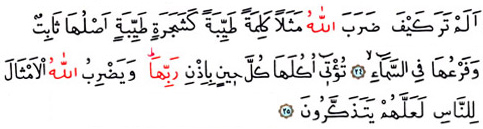 اَلَمْ تَرَ كَيْفَ ضَرَبَ اللّٰهُ مَثَلًا كَلِمَةً طَيِّبَةً كَشَجَرَةٍ طَيِّبَةٍ اَصْلُهَا ثَابِتٌ
وَفَرْعُهَا فِى السَّمَٓاءِۙ ﴿٢٤﴾ تُؤْت۪ٓى اُكُلَهَا كُلَّ ح۪ينٍ بِاِذْنِ رَبِّهَاۜ وَيَضْرِبُ اللّٰهُ الْاَمْثَالَ
لِلنَّاسِ لَعَلَّهُمْ يَتَذَكَّرُونَ ﴿٢٥﴾